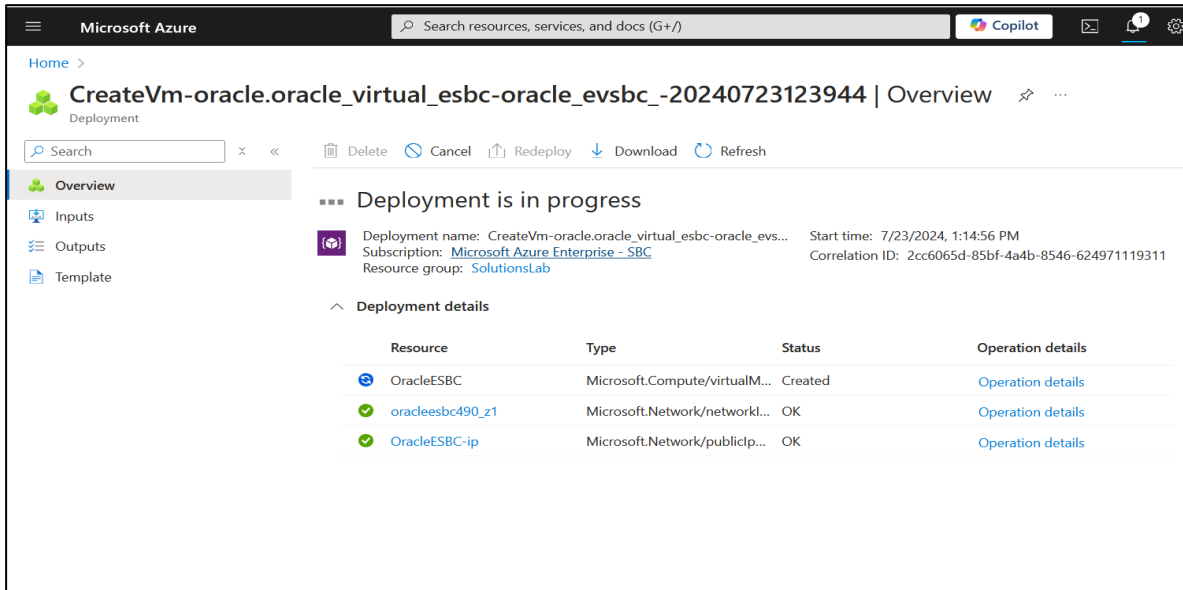 Microsoft Azure
Search resources, services, and docs (G+/)
Copilot
1
Home >
CreateVm-oracle.oracle_virtual_esbc-oracle_evsbc_-20240723123944 | Overview ...
Deployment
Search
Delete Cancel Redeploy Download Refresh
Overview
Inputs
Outputs
Template
Deployment is in progress
Deployment name: CreateVm-oracle.oracle_virtual_esbc-oracle_evs...
Subscription: Microsoft Azure Enterprise - SBC
Resource group: SolutionsLab
Start time: 7/23/2024, 1:14:56 PM
Correlation ID: 2cc6065d-85bf-4a4b-8546-624971119311
Deployment details
Resource Type Status Operation details
OracleESBC Microsoft.Compute/virtualM... Created Operation details
oracleesbc490_z1 Microsoft.Network/networkI... OK Operation details
OracleESBC-ip Microsoft.Network/publicIp... OK Operation details